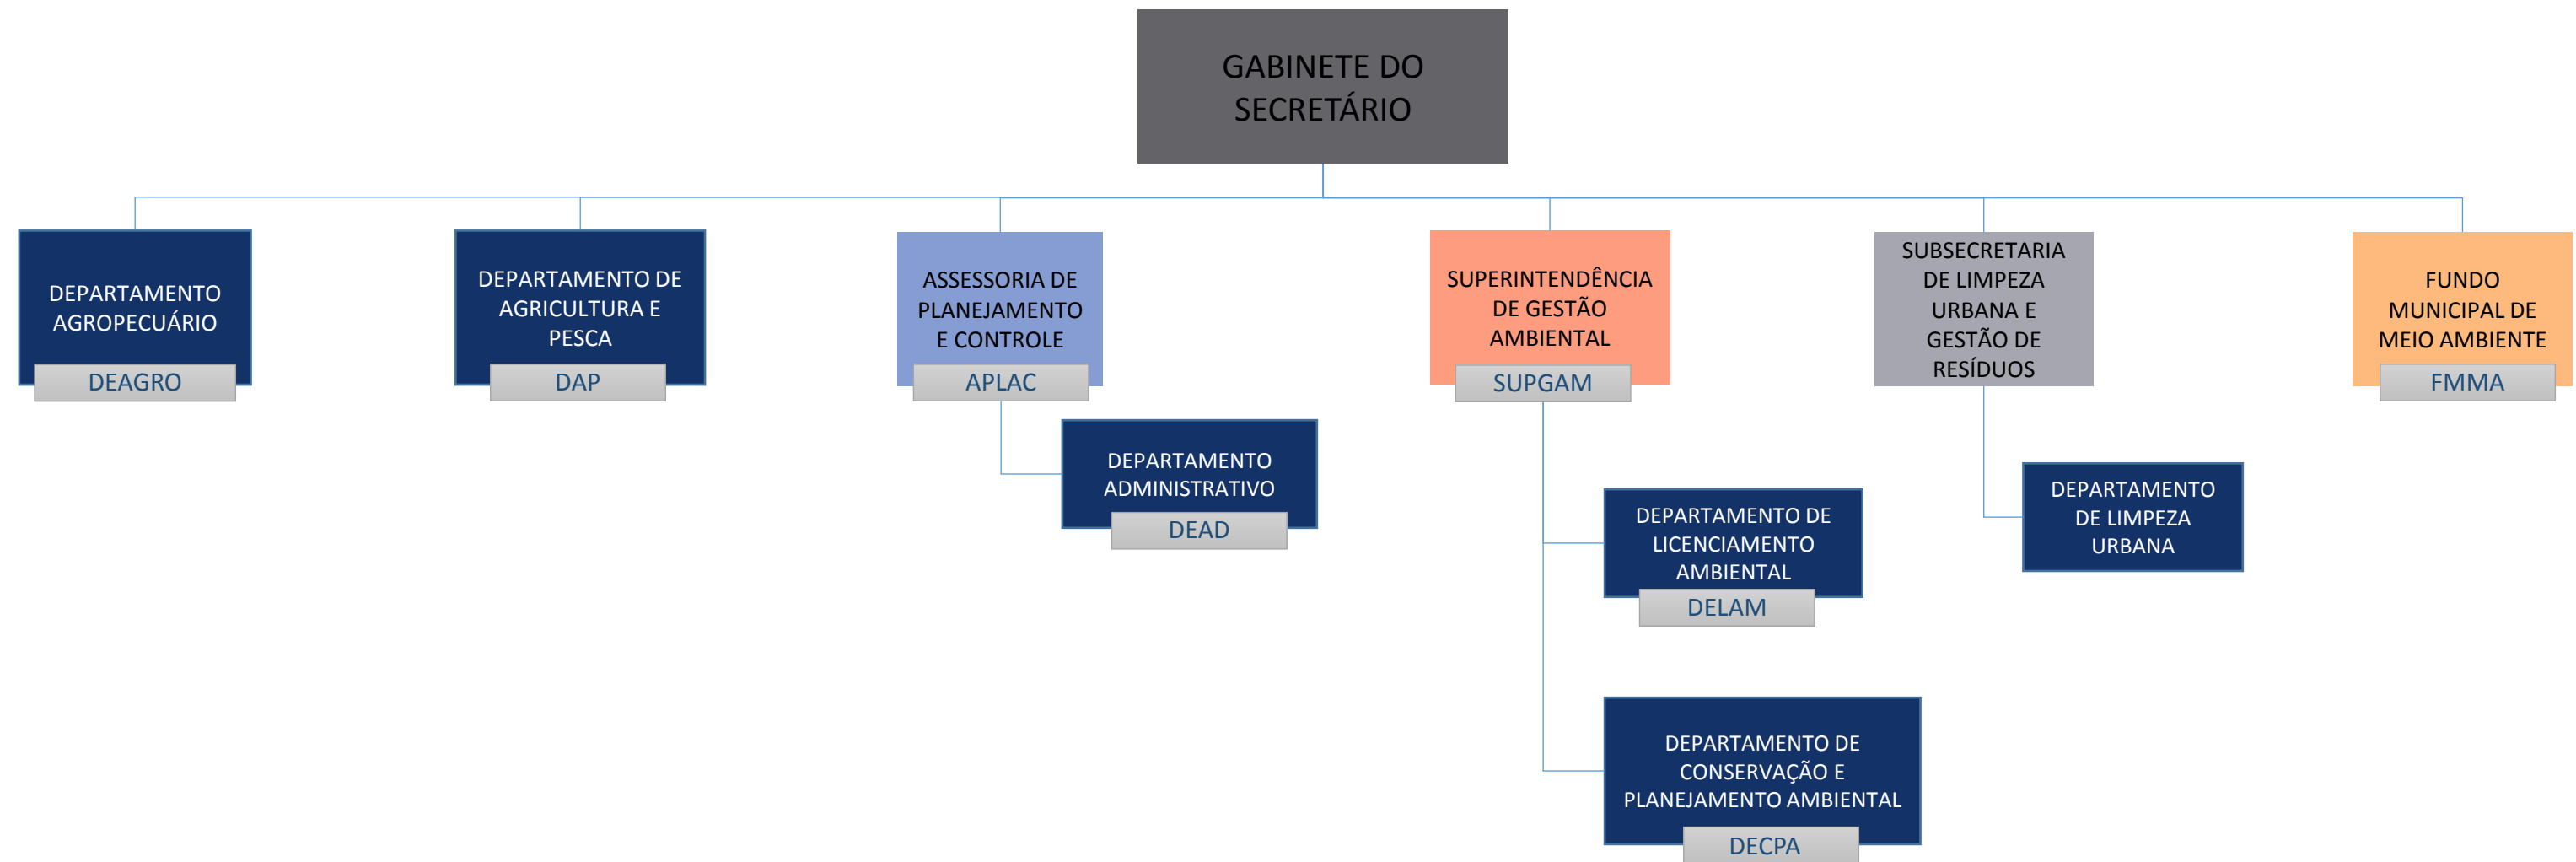 GABINETE DO
SECRETÁRIO
DEPARTAMENTO
AGROPECUÁRIO
DEAGRO
DEPARTAMENTO DE
AGRICULTURA E
PESCA
DAP
ASSESSORIA DE
PLANEJAMENTO
E CONTROLE
APLAC
SUPERINTENDÊNCIA
DE GESTÃO
AMBIENTAL
SUPGAM
SUBSECRETARIA
DE LIMPEZA
URBANA E
GESTÃO DE
RESÍDUOS
FUNDO
MUNICIPAL DE
MEIO AMBIENTE
FMMA
DEPARTAMENTO
ADMINISTRATIVO
DEAD
DEPARTAMENTO DE
LICENCIAMENTO
AMBIENTAL
DELAM
DEPARTAMENTO
DE LIMPEZA
URBANA
DEPARTAMENTO DE
CONSERVAÇÃO E
PLANEJAMENTO AMBIENTAL
DECPA